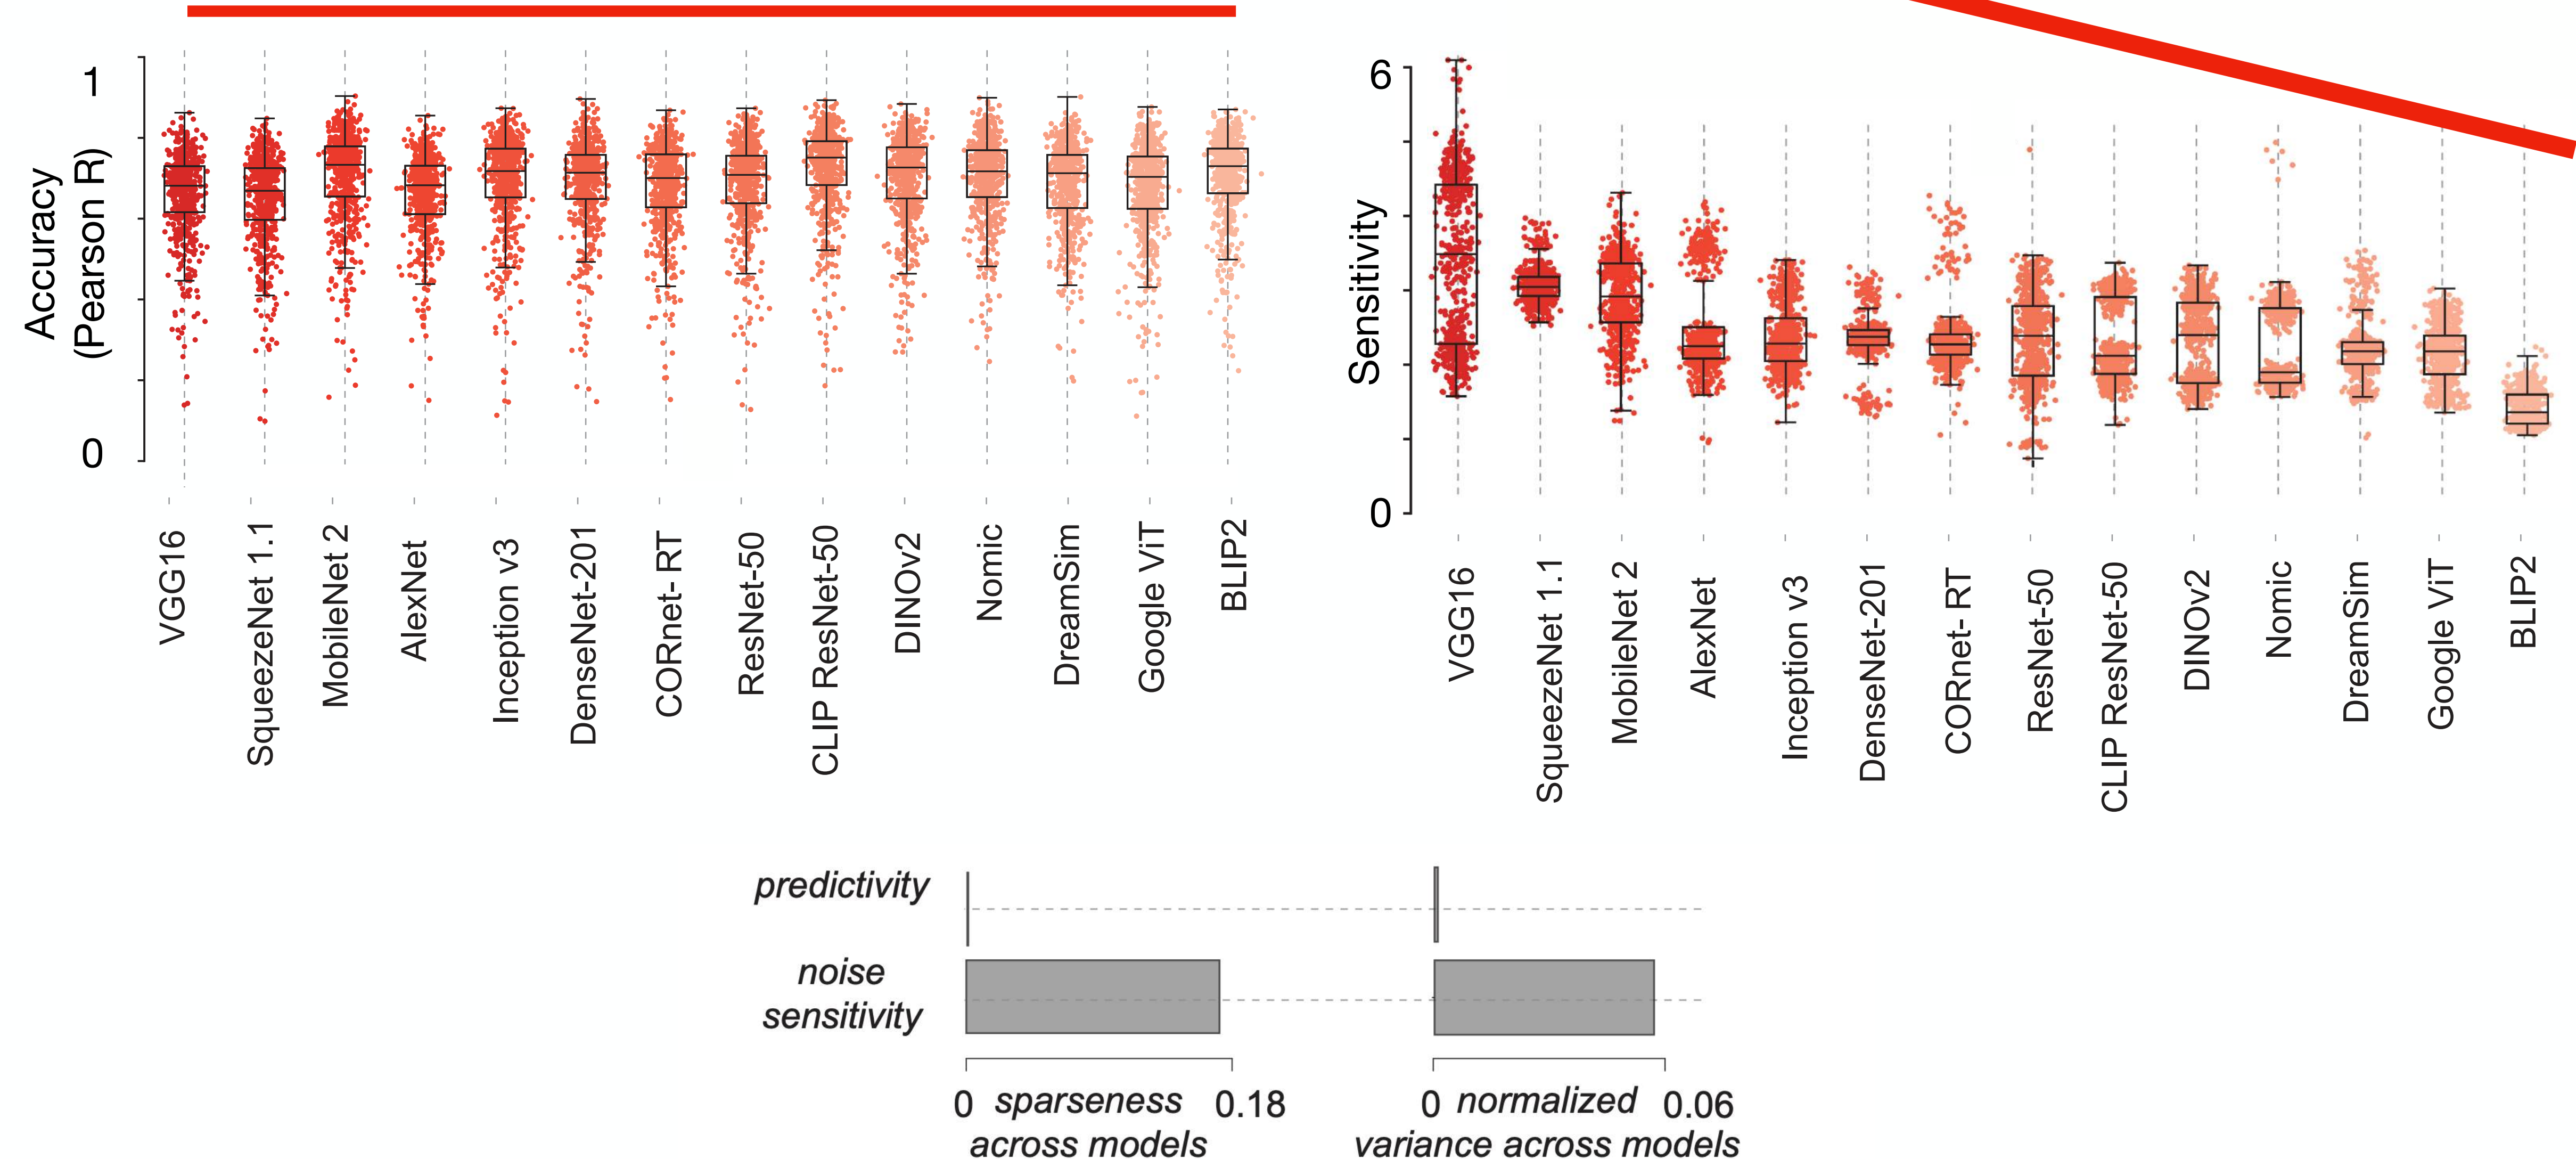 Accuracy
(Pearson R)
1
0
VGG16
SqueezeNet 1.1
MobileNet 2
AlexNet
Inception v3
DenseNet-201
CORnet- RT
ResNet-50
CLIP ResNet-50
DINOv2
Nomic
DreamSim
Google ViT
BLIP2
Sensitivity
6
0
VGG16
SqueezeNet 1.1
MobileNet 2
AlexNet
Inception v3
DenseNet-201
CORnet- RT
ResNet-50
CLIP ResNet-50
DINOv2
Nomic
DreamSim
Google ViT
BLIP2
predictivity
noise
sensitivity
0 sparseness 0.18
across models
0 normalized 0.06
variance across models